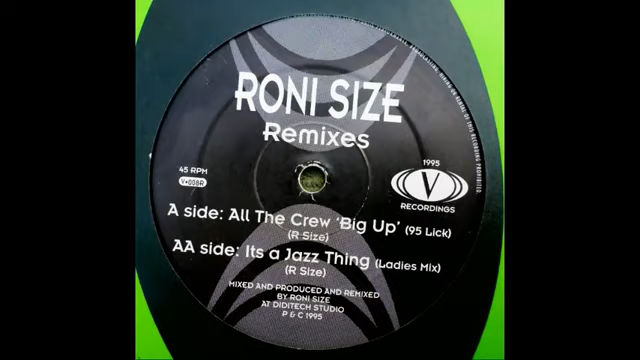 RONI SIZE
Remixes
45 RPM
V•008R
1995
V
RECORDINGS
A side: All The Crew ‘Big Up’ (95 Lick)
(R Size)
AA side: Its a Jazz Thing (Ladies Mix)
(R Size)
MIXED AND PRODUCED AND REMIXED
BY RONI SIZE
AT DIDITECH STUDIO
P & C 1995